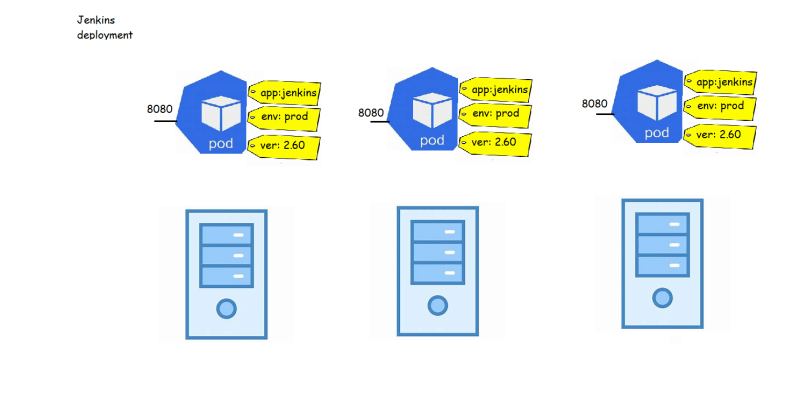 Jenkins
deployment
8080
app:jenkins
env: prod
ver: 2.60
pod
8080
app:jenkins
env: prod
ver: 2.60
pod
8080
app:jenkins
env: prod
ver: 2.60
pod